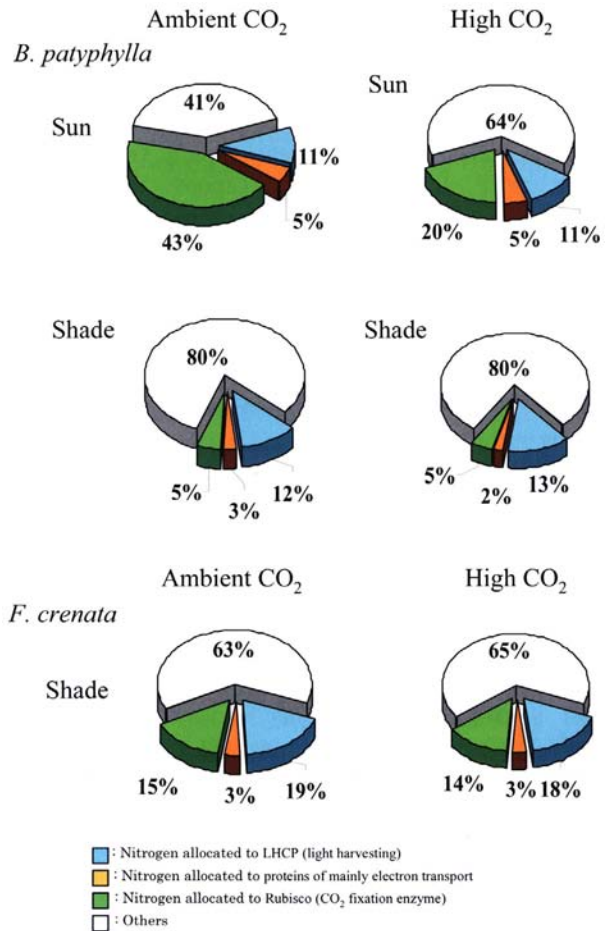 Ambient CO₂
High CO₂
B. patyphylla
Sun
41%
11%
5%
43%
Sun
64%
20%
5%
11%
Shade
80%
5%
3%
12%
Shade
80%
5%
2%
13%
Ambient CO₂
High CO₂
F. crenata
Shade
63%
15%
3%
19%
65%
14%
3%
18%
: Nitrogen allocated to LHCP (light harvesting)
: Nitrogen allocated to proteins of mainly electron transport
: Nitrogen allocated to Rubisco (CO₂ fixation enzyme)
: Others